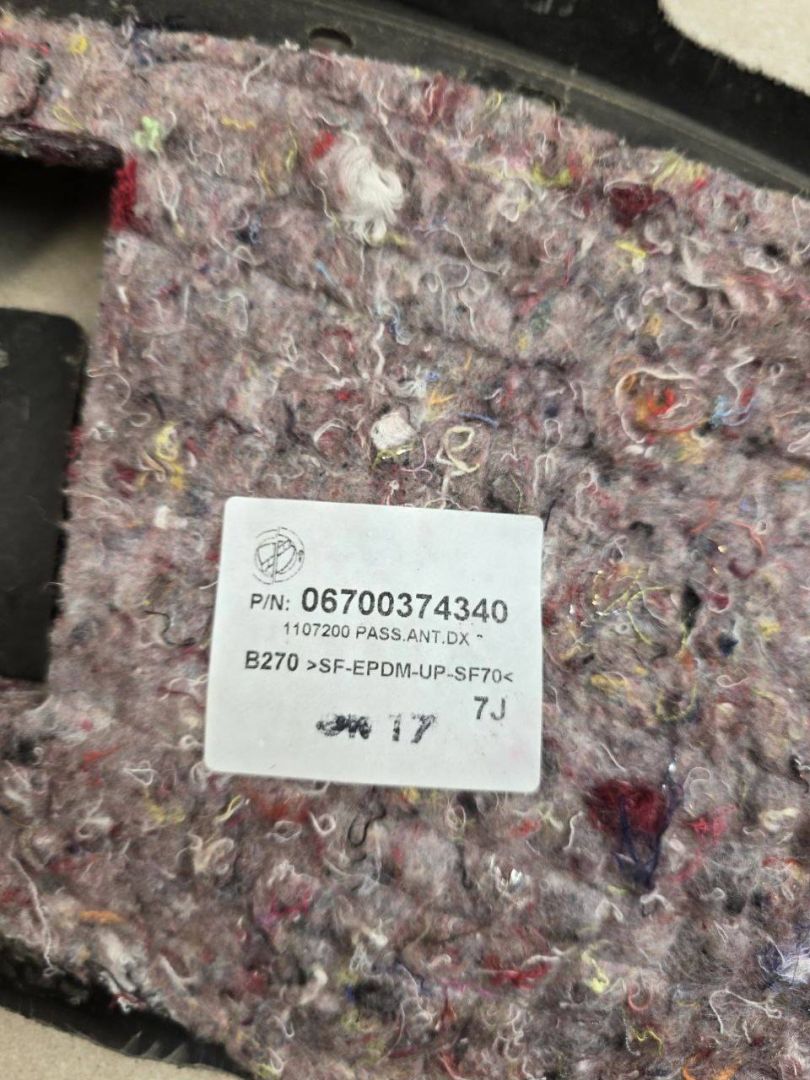 P/N: 06700374340
1107200 PASS.ANT.DX
B270 >SF-EPDM-UP-SF70<
7J
17